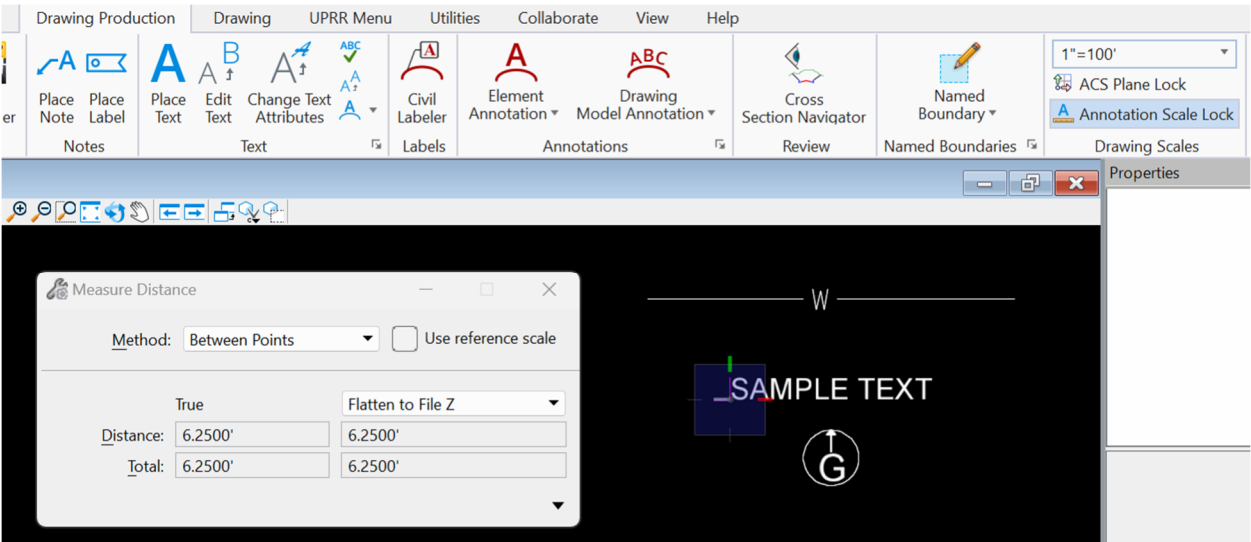 Drawing Production Drawing UPRR Menu Utilities Collaborate View Help
ABC
A
B
A
ABC
A
1"=100'
er
Place Note
Place Label
Place Text
Edit Text
Change Text Attributes
Civil Labeler
Element Annotation
Drawing Model Annotation
Cross Section Navigator
Named Boundary
ACS Plane Lock
Annotation Scale Lock
Notes Text Labels Annotations Review Named Boundaries Drawing Scales
Properties
Measure Distance
Method: Between Points Use reference scale
True Flatten to File Z
Distance: 6.2500' 6.2500'
Total: 6.2500' 6.2500'
W
SAMPLE TEXT
G